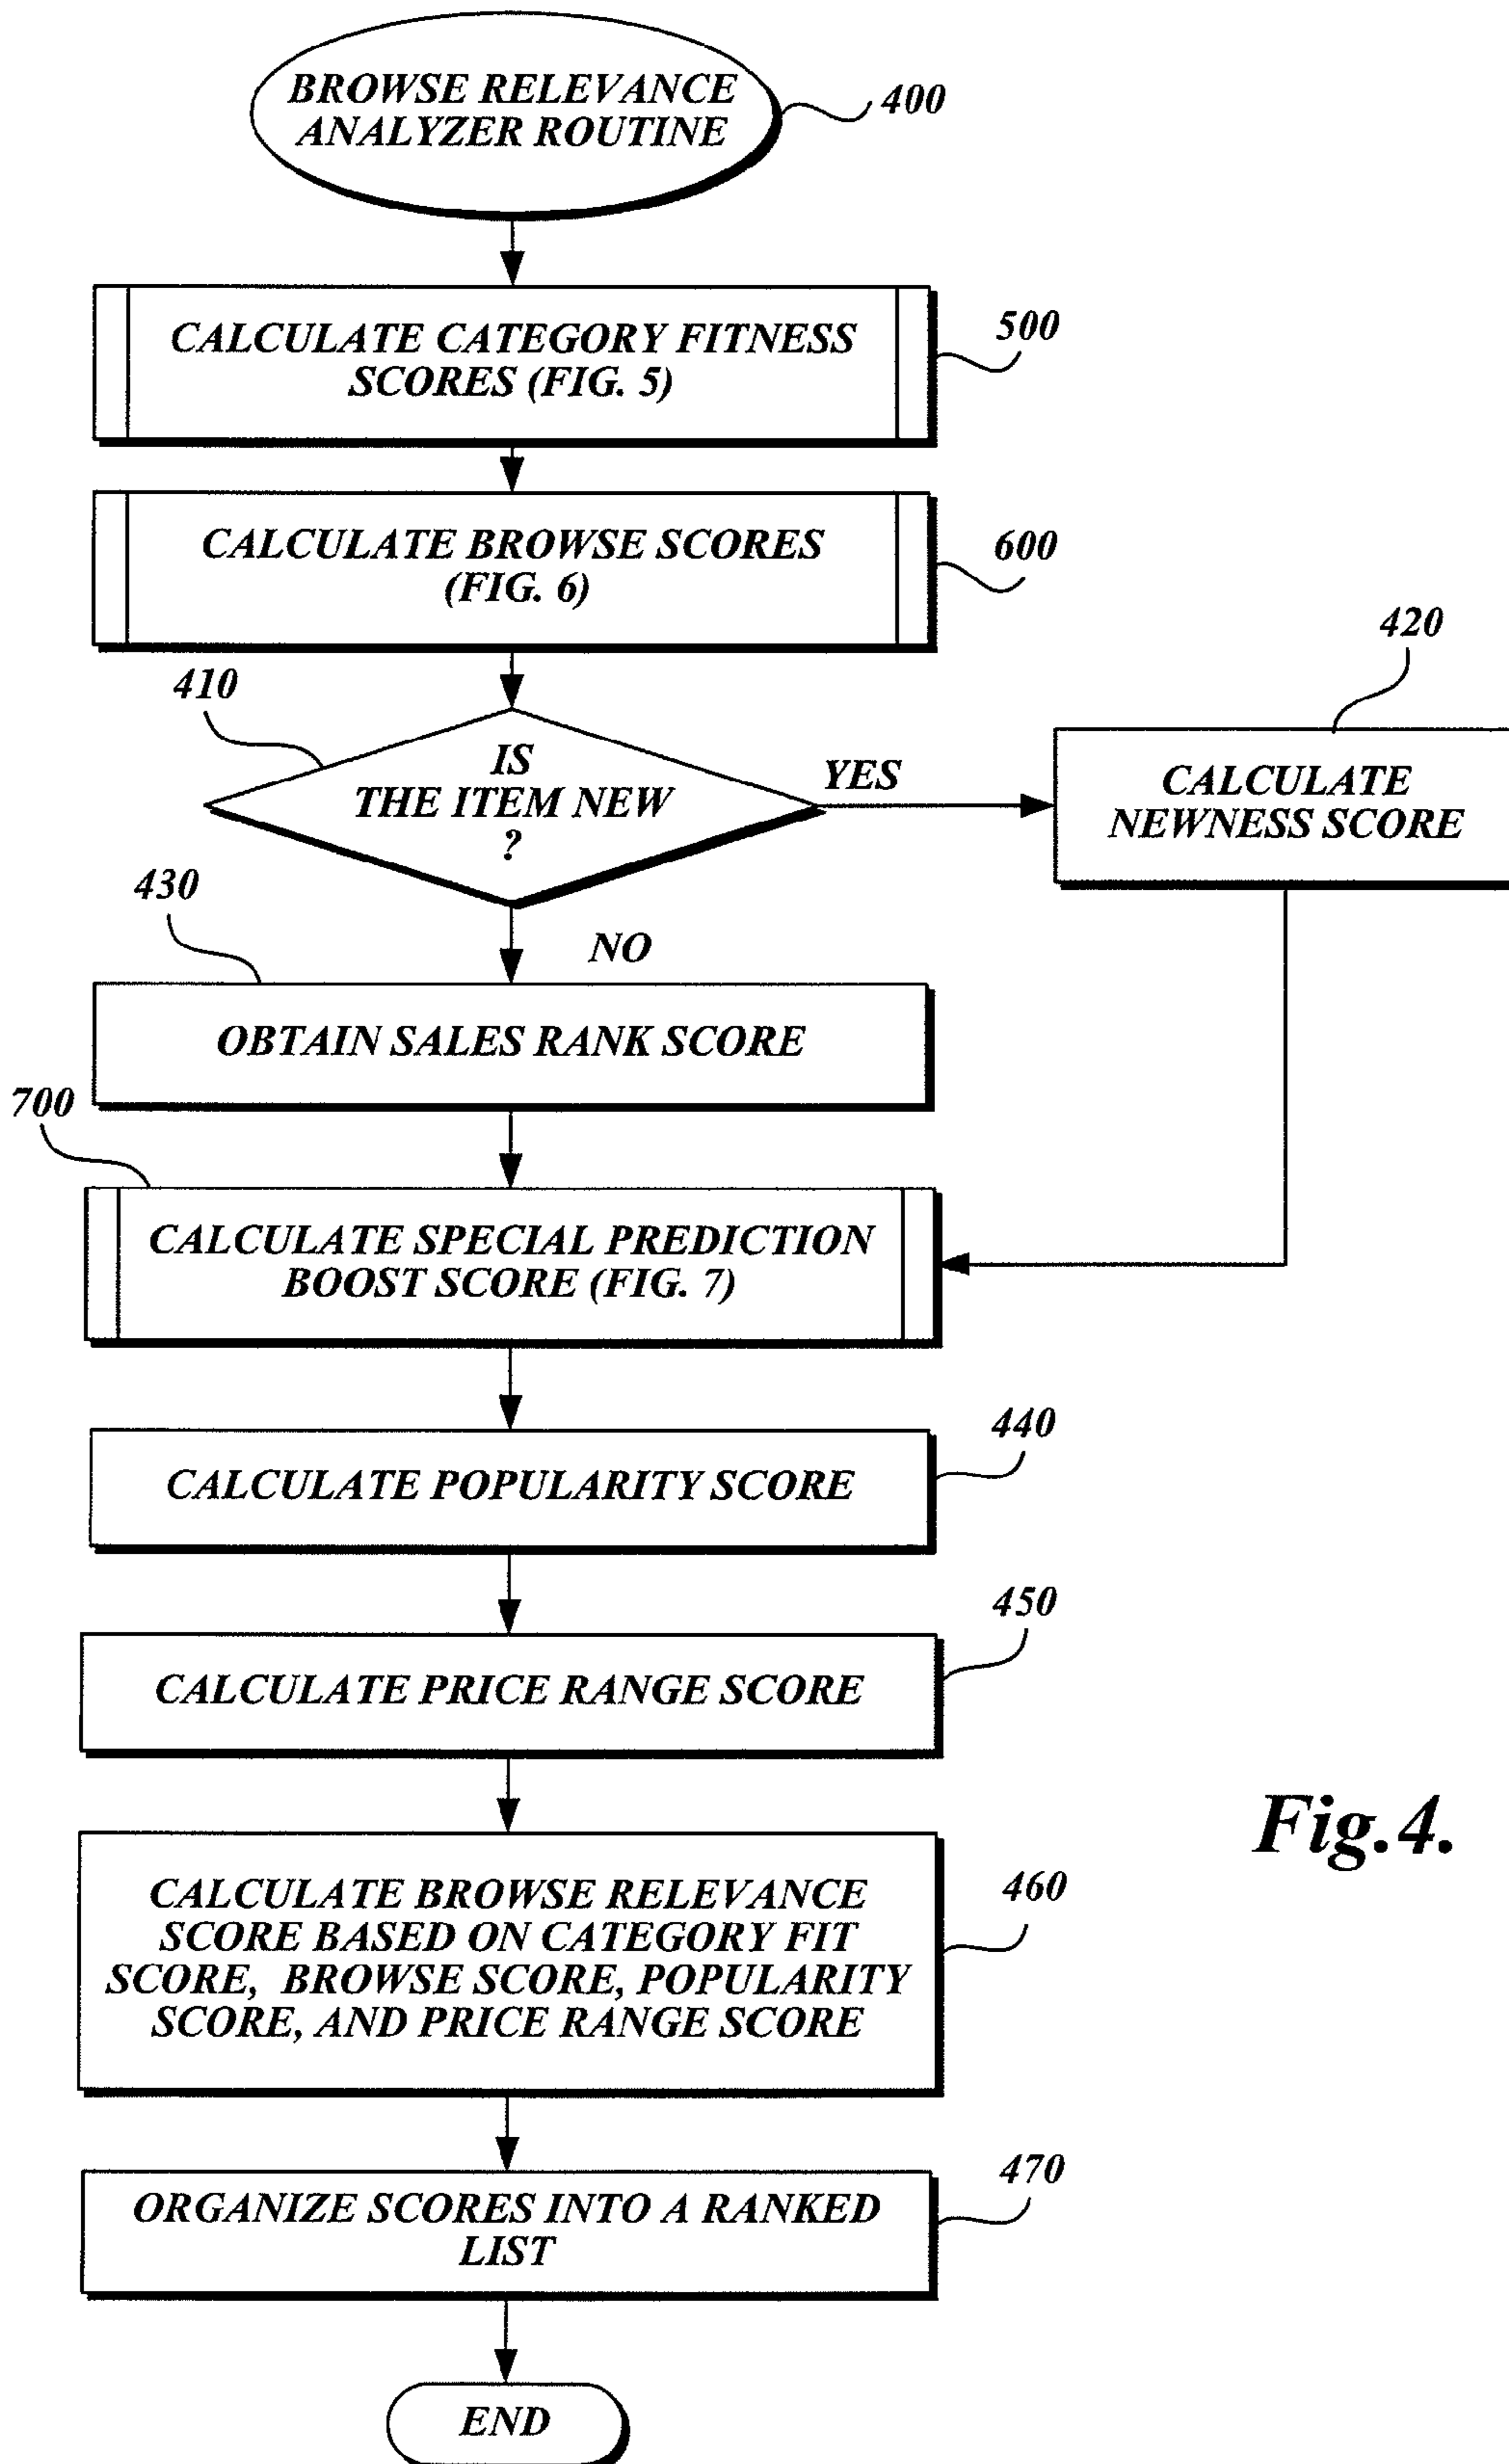 BROWSE RELEVANCE
ANALYZER ROUTINE
400
CALCULATE CATEGORY FITNESS
SCORES (FIG. 5)
500
CALCULATE BROWSE SCORES
(FIG. 6)
600
410
IS
THE ITEM NEW
?
YES
420
CALCULATE
NEWNESS SCORE
NO
430
OBTAIN SALES RANK SCORE
700
CALCULATE SPECIAL PREDICTION
BOOST SCORE (FIG. 7)
CALCULATE POPULARITY SCORE
440
CALCULATE PRICE RANGE SCORE
450
CALCULATE BROWSE RELEVANCE
SCORE BASED ON CATEGORY FIT
SCORE, BROWSE SCORE, POPULARITY
SCORE, AND PRICE RANGE SCORE
460
Fig.4.
ORGANIZE SCORES INTO A RANKED
LIST
470
END